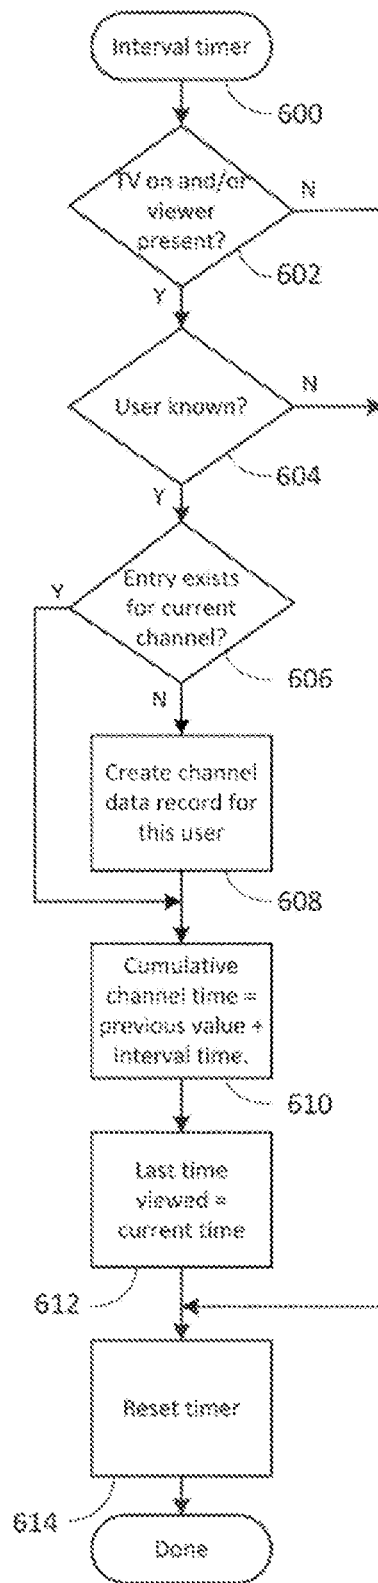 Interval timer
600
TV on and/or
viewer
present?
N
602
Y
User known?
N
604
Y
Entry exists
for current
channel?
Y
606
N
Create channel
data record for
this user
608
Cumulative
channel time =
previous value +
interval time.
610
Last time
viewed =
current time
612
Reset timer
614
Done